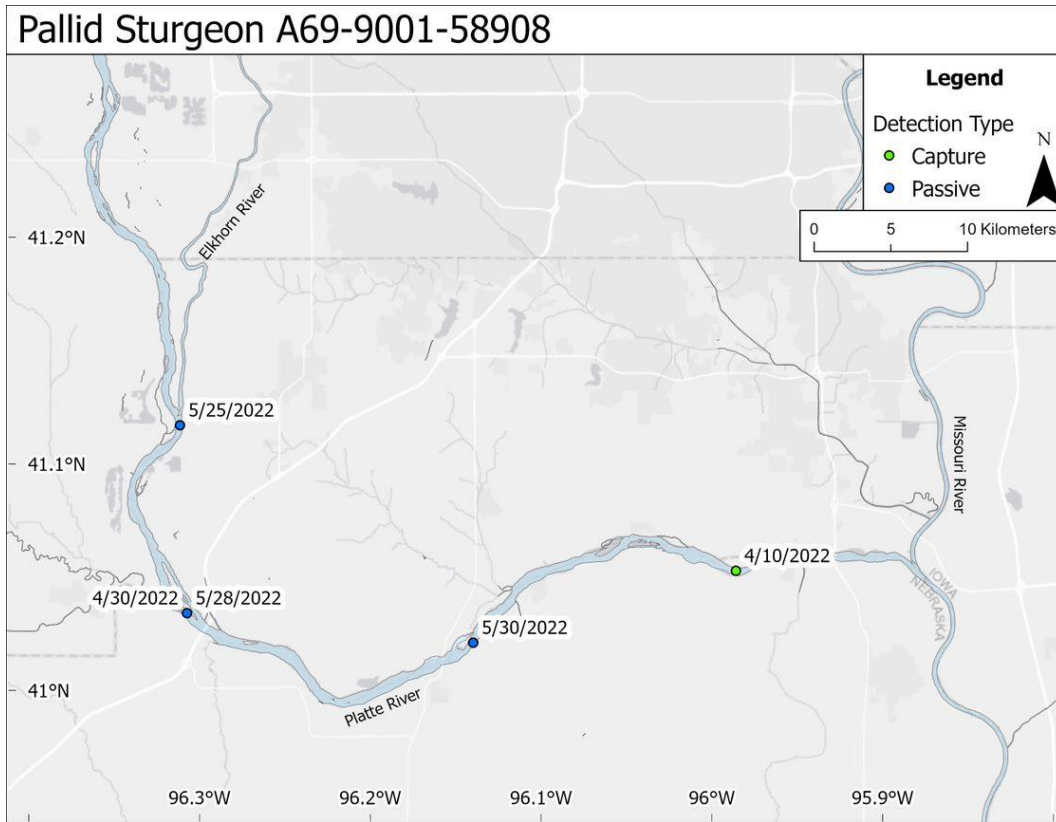 Pallid Sturgeon A69-9001-58908
Legend
Detection Type
Capture
Passive
N
0 5 10 Kilometers
Elkhorn River
41.2°N
5/25/2022
41.1°N
Missouri River
4/10/2022
IOWA
NEBRASKA
4/30/2022 5/28/2022
5/30/2022
41°N
Platte River
96.3°W 96.2°W 96.1°W 96°W 95.9°W